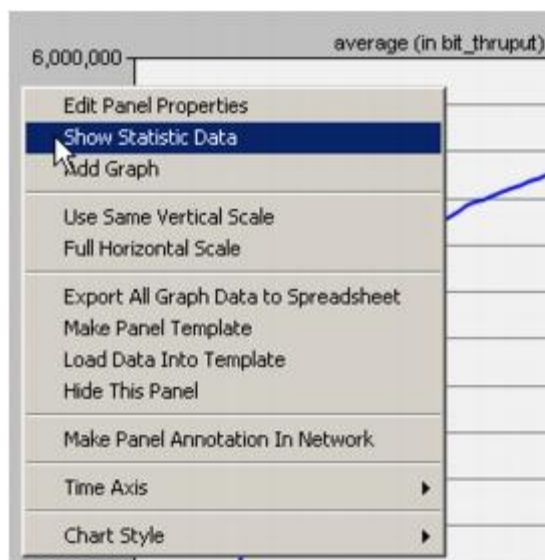 average (in bit_thruput)
6,000,000
Edit Panel Properties
Show Statistic Data
Add Graph
Use Same Vertical Scale
Full Horizontal Scale
Export All Graph Data to Spreadsheet
Make Panel Template
Load Data Into Template
Hide This Panel
Make Panel Annotation In Network
Time Axis
Chart Style